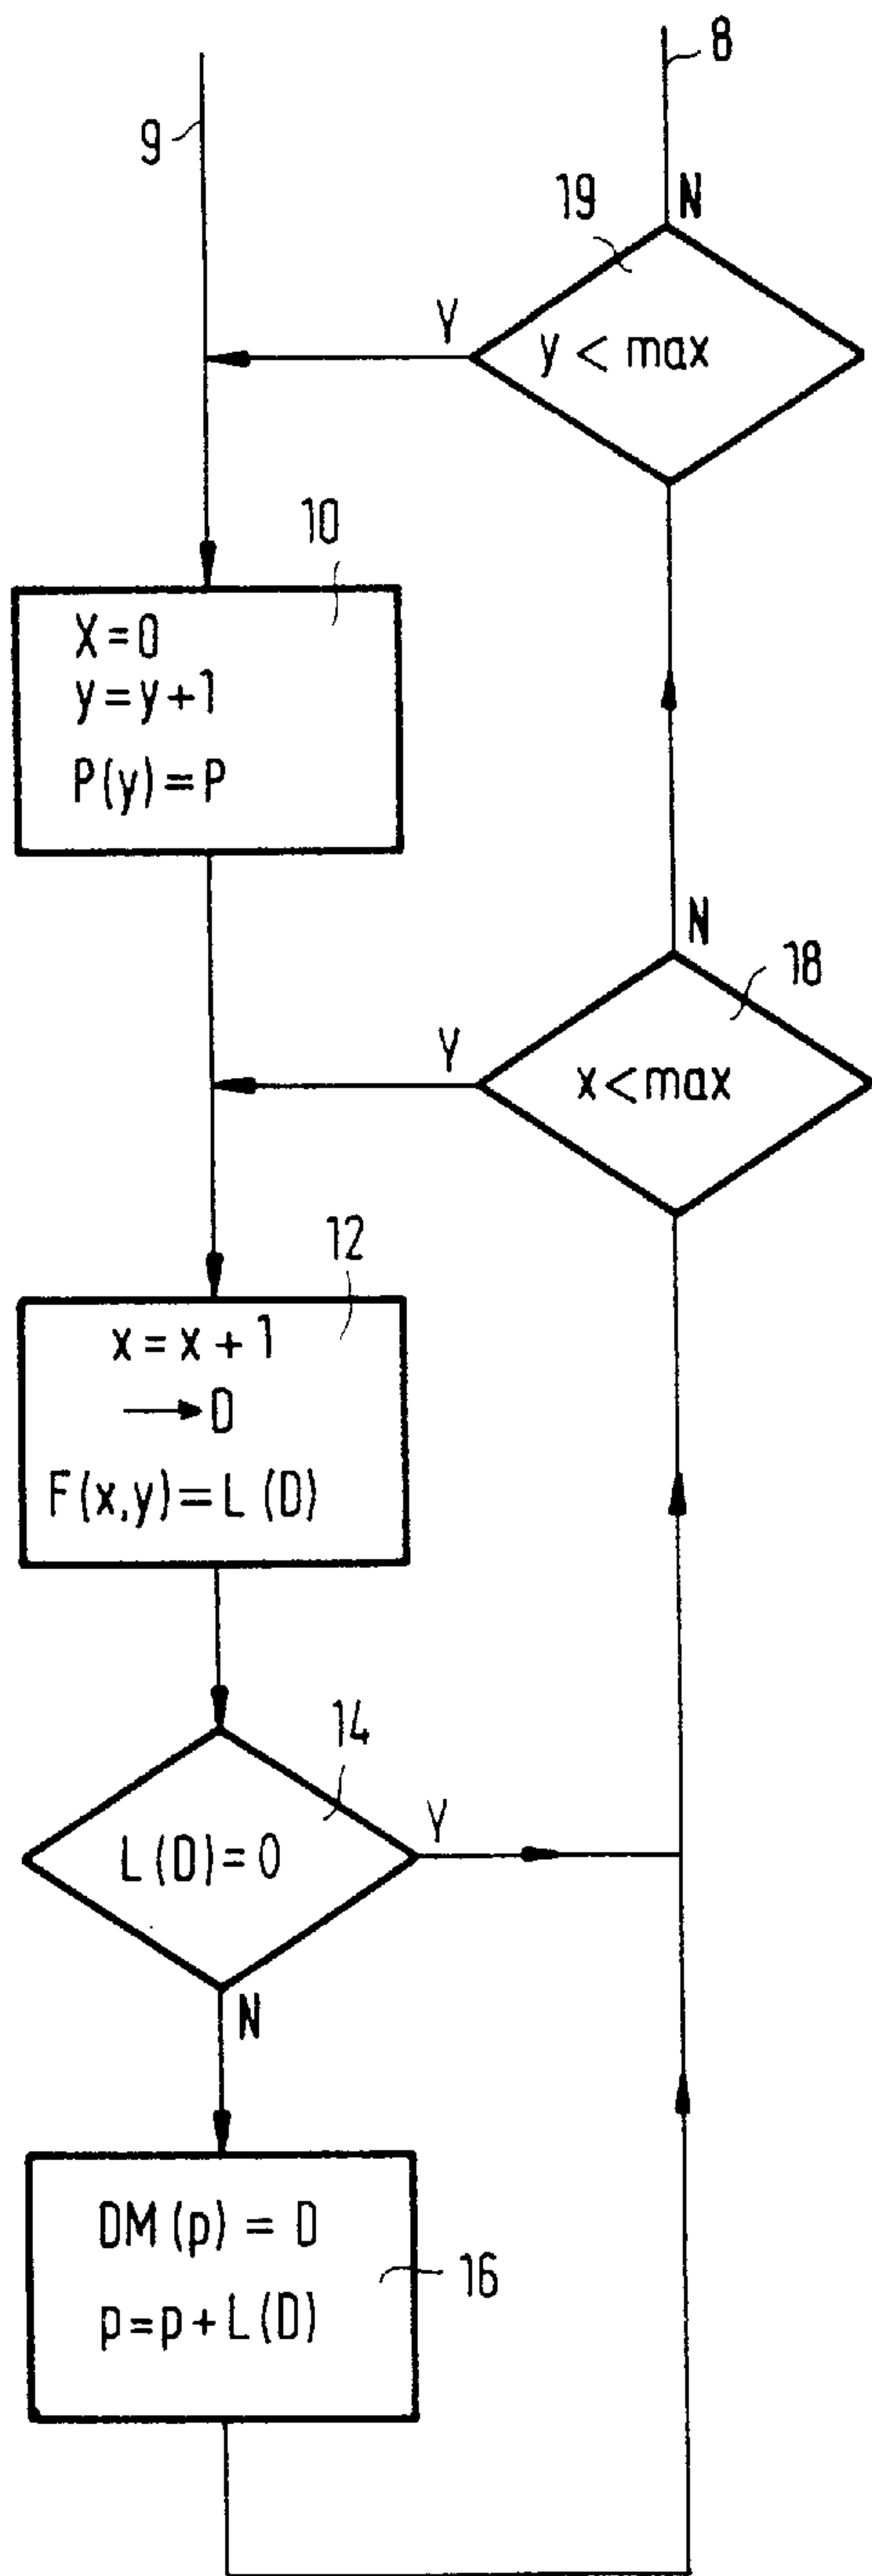 8
9
19
N
Y
y < max
10
X = 0
y = y + 1
P(y) = P
N
18
Y
x < max
12
x = x + 1
→ D
F(x,y) = L(D)
14
L(D) = 0
Y
N
DM(p) = D
p = p + L(D)
16